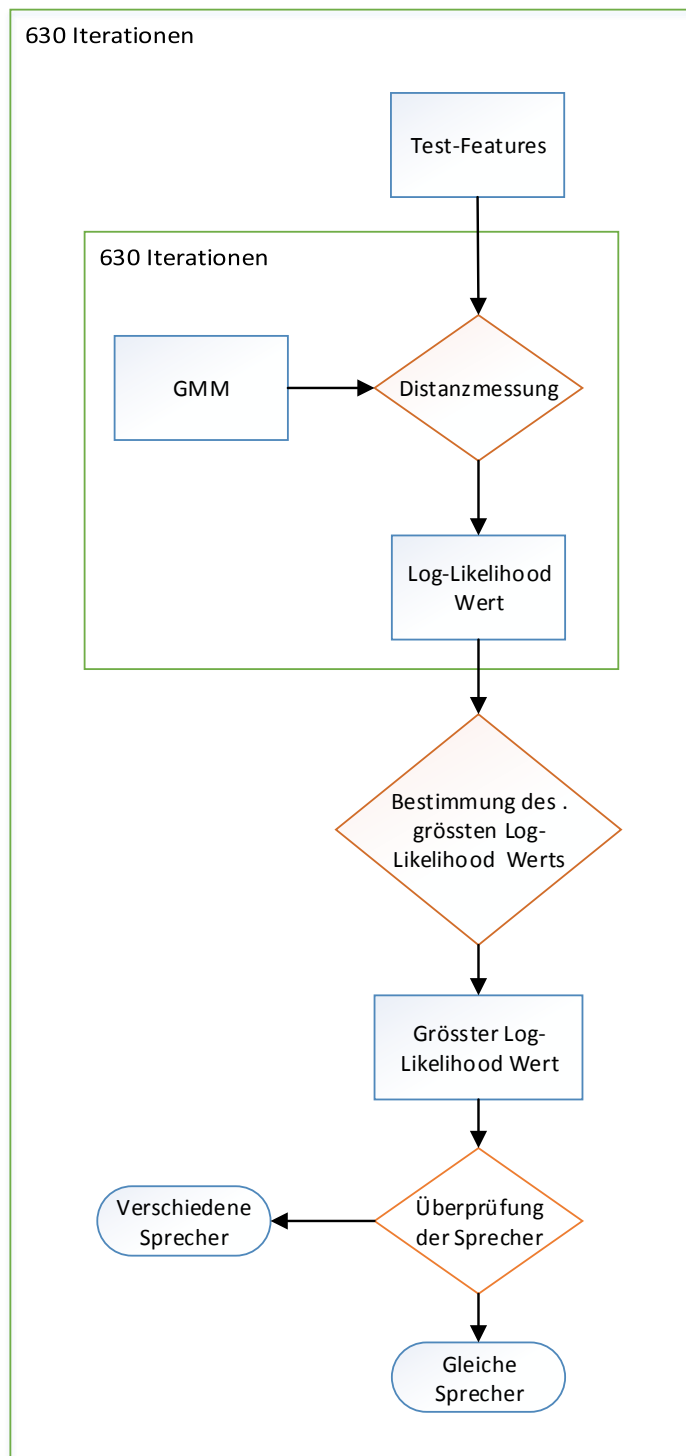 630 Iterationen
Test-Features
630 Iterationen
GMM
Distanzmessung
Log-Likelihood
Wert
Bestimmung des .
grössten Log-
Likelihood Werts
Grösster Log-
Likelihood Wert
Verschiedene
Sprecher
Überprüfung
der Sprecher
Gleiche
Sprecher